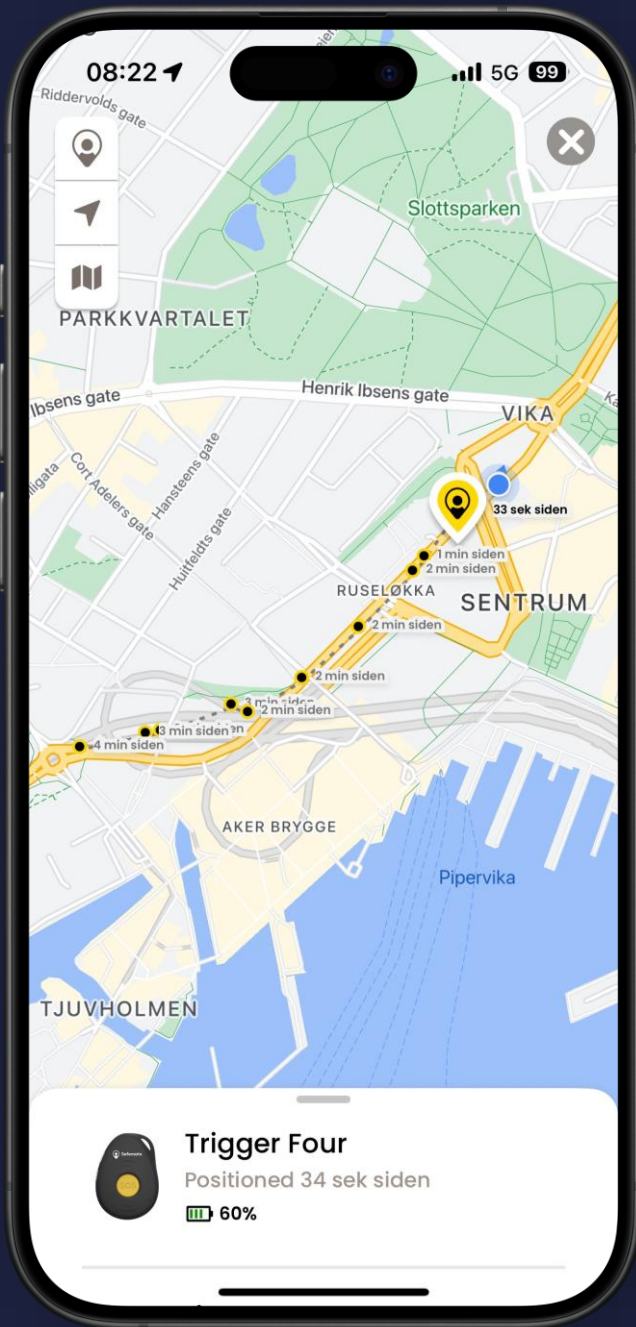 08:22
5G 99
Riddervolds gate
Slottsparken
PARKKVARTALET
Henrik Ibsens gate
Ibsens gate
VIKA
Hansteens gate
Cort Adelers gate
Huitfeldts gate
33 sek siden
1 min siden
2 min siden
RUSELØKKA
SENTRUM
2 min siden
2 min siden
3 min siden
2 min siden
3 min siden
4 min siden
AKER BRYGGE
Pipervika
TJUVHOLMEN
SOS
Trigger Four
Positioned 34 sek siden
60%